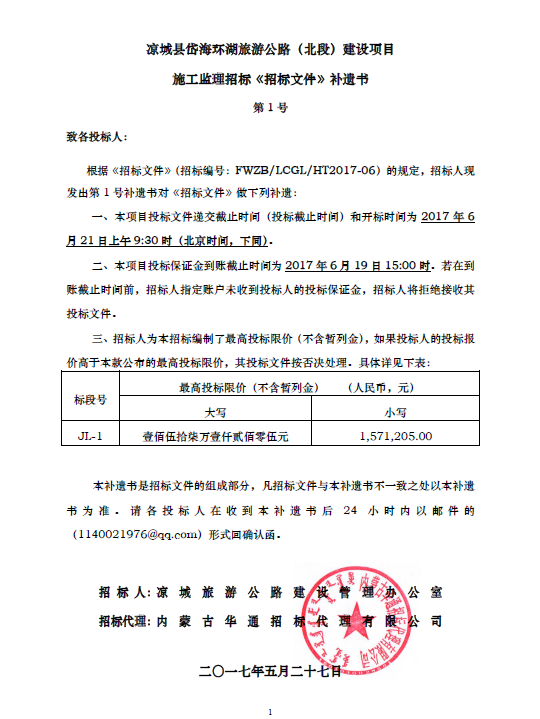 凉城县岱海环湖旅游公路（北段）建设项目
施工监理招标《招标文件》补遗书
第 1 号
致各投标人：
根据《招标文件》（招标编号：FWZB/LCGL/HT2017-06）的规定，招标人现
发出第 1 号补遗书对《招标文件》做下列补遗：
一、本项目投标文件递交截止时间（投标截止时间）和开标时间为 2017 年 6
月 21 日上午 9:30 时（北京时间，下同）。
二、本项目投标保证金到账截止时间为 2017 年 6 月 19 日 15:00 时。若在到
账截止时间前，招标人指定账户未收到投标人的投标保证金，招标人将拒绝接收其
投标文件。
三、招标人为本招标编制了最高投标限价（不含暂列金），如果投标人的投标报
价高于本款公布的最高投标限价，其投标文件按否决处理。具体详见下表：
标段号
最高投标限价（不含暂列金） （人民币，元）
大写 小写
JL-1 壹佰伍拾柒万壹仟贰佰零伍元 1,571,205.00
本补遗书是招标文件的组成部分，凡招标文件与本补遗书不一致之处以本补遗
书为准。请各投标人在收到本补遗书后 24 小时内以邮件的
（1140021976@qq.com）形式回确认函。
招 标 人：凉城旅游公路建设管理办公室
招标代理：内蒙古华通招标代理有限公司
二〇一七年五月二十七日
1